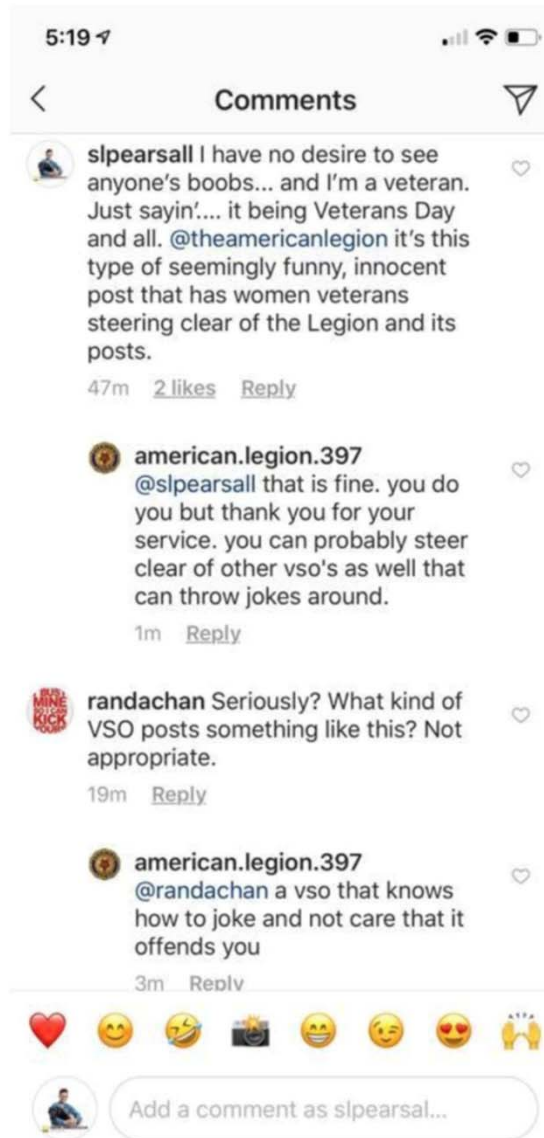 5:19
Comments
slpearsall I have no desire to see
anyone's boobs... and I'm a veteran.
Just sayin'.... it being Veterans Day
and all. @theamericanlegion it's this
type of seemingly funny, innocent
post that has women veterans
steering clear of the Legion and its
posts.
47m 2 likes Reply
american.legion.397
@slpearsall that is fine. you do
you but thank you for your
service. you can probably steer
clear of other vso's as well that
can throw jokes around.
1m Reply
MINE
KICK
randachan Seriously? What kind of
VSO posts something like this? Not
appropriate.
19m Reply
american.legion.397
@randachan a vso that knows
how to joke and not care that it
offends you
3m Reply
Add a comment as slpearsal...